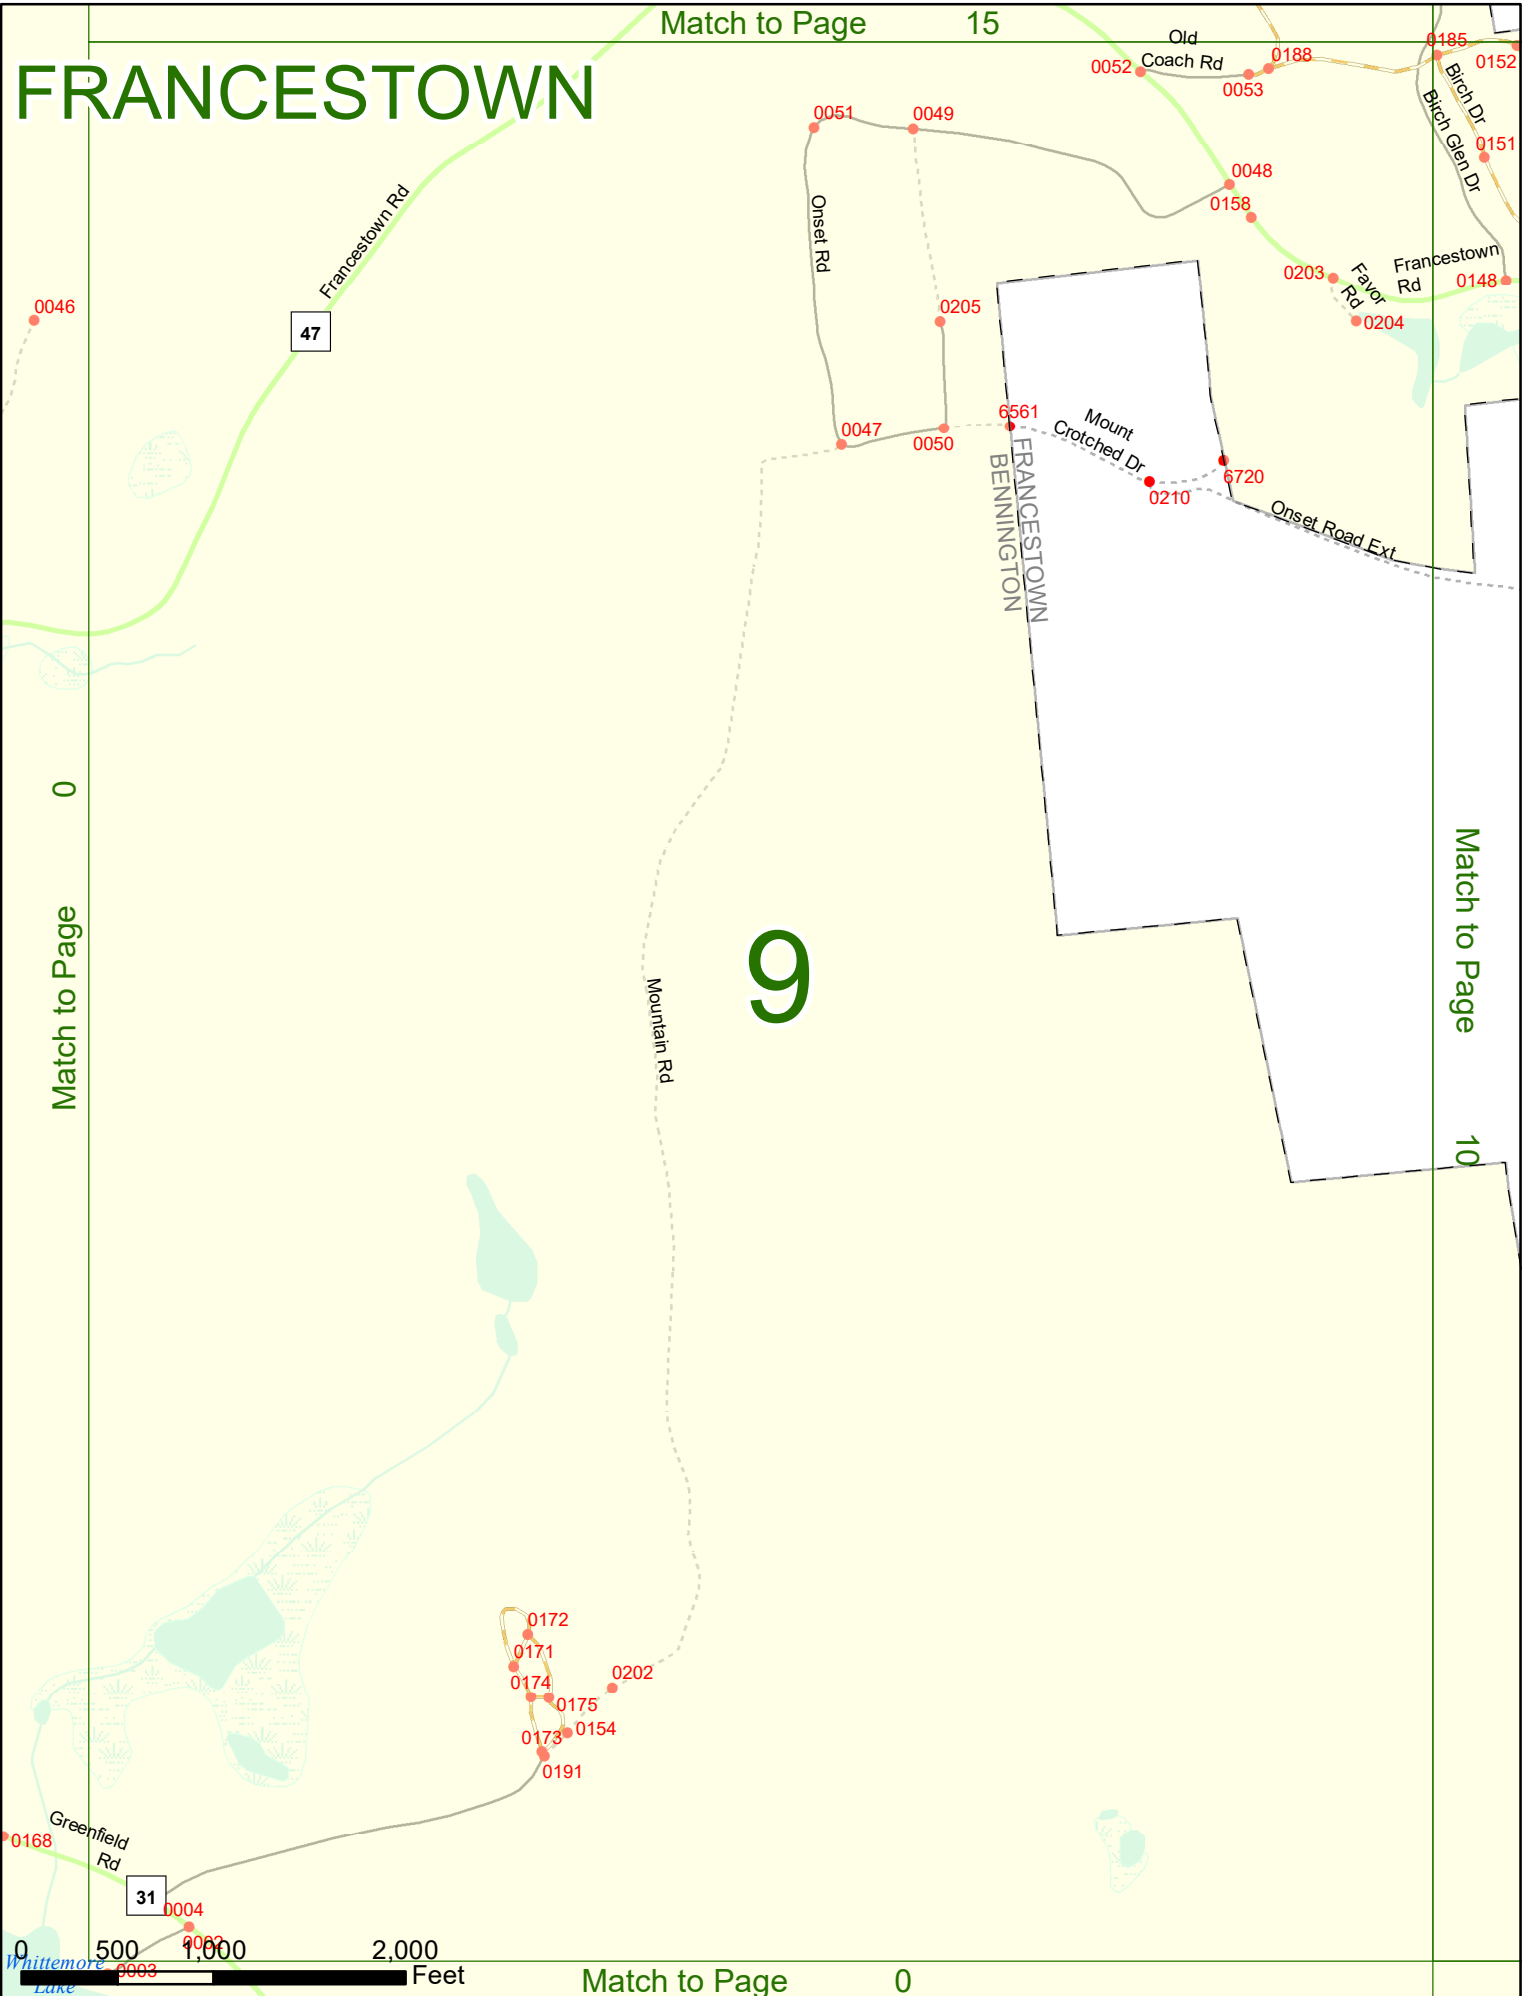 Match to Page 15
FRANCESTOWN
Old
Coach Rd
0052
0053
0188
0185
0152
Birch Dr
Birch Glen Dr
0151
0051
0049
0048
0158
Onset Rd
Francestown Rd
47
0046
0203
Favor
Rd
0204
Francestown
Rd
0148
0205
0047
0050
6561
Mount
Crotched Dr
0210
6720
Onset Road Ext
FRANCESTOWN
BENNINGTON
Match to Page 0
9
Match to Page 10
Mountain Rd
0172
0171
0174
0175
0202
0154
0173
0191
Greenfield
Rd
0168
31
0004
0002
0003
Whittemore
Lake
0 500 1,000 2,000
Feet
Match to Page 0